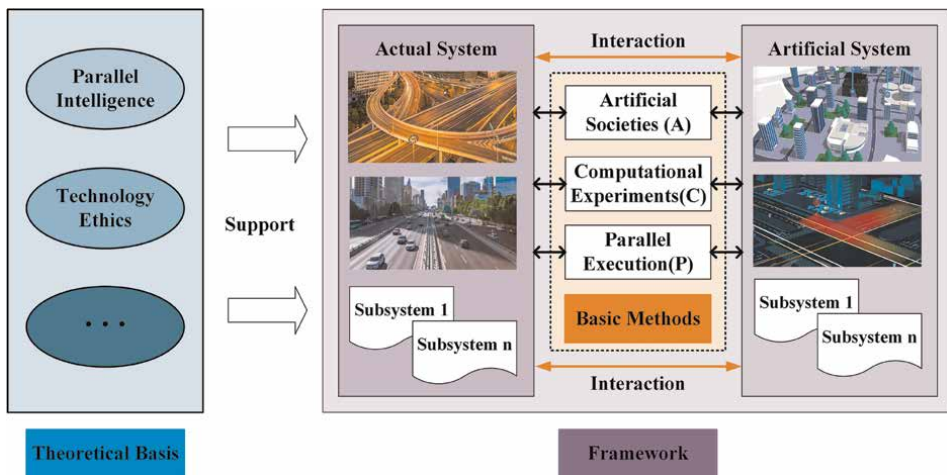 Parallel
Intelligence
Technology
Ethics
• • •
Support
Actual System
Subsystem 1
Subsystem n
Interaction
Artificial
Societies (A)
Computational
Experiments(C)
Parallel
Execution(P)
Basic Methods
Interaction
Artificial System
Subsystem 1
Subsystem n
Theoretical Basis
Framework